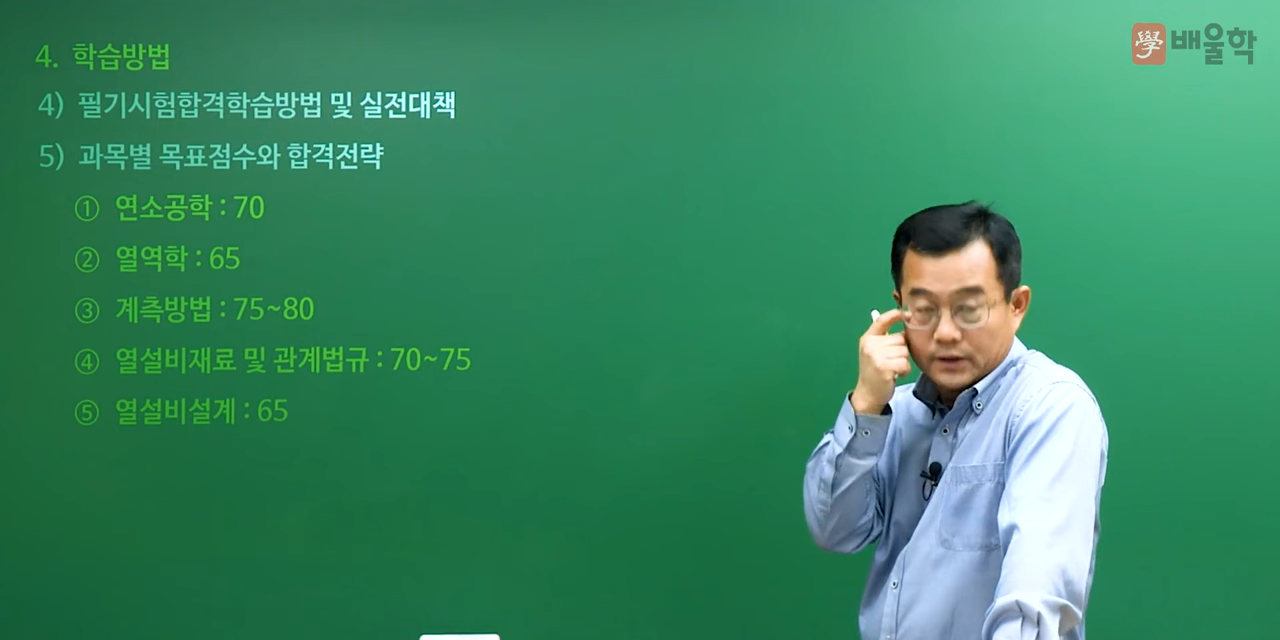 4. 학습방법
學 배울학
4) 필기시험합격학습방법 및 실전대책
5) 과목별 목표점수와 합격전략
① 연소공학 : 70
② 열역학 : 65
③ 계측방법 : 75~80
④ 열설비재료 및 관계법규 : 70~75
⑤ 열설비설계 : 65